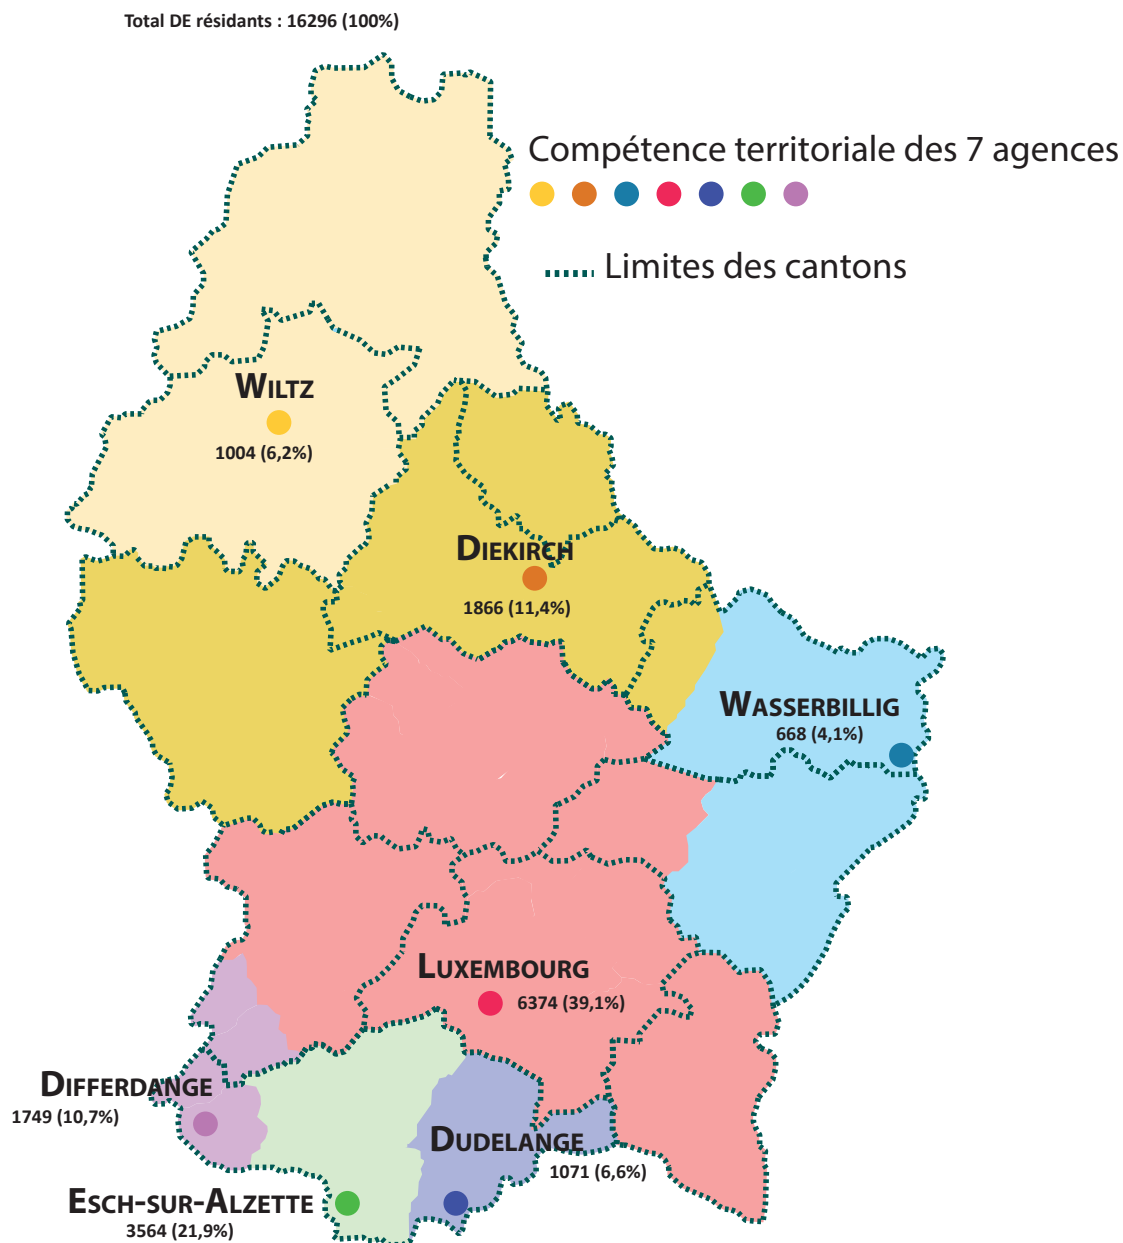 Total DE résidants : 16296 (100%)
Compétence territoriale des 7 agences
Limites des cantons
WILTZ
1004 (6,2%)
DIEKIRCH
1866 (11,4%)
WASSERBILLIG
668 (4,1%)
LUXEMBOURG
6374 (39,1%)
DIFFERDANGE
1749 (10,7%)
DUDELANGE
1071 (6,6%)
ESCH-SUR-ALZETTE
3564 (21,9%)